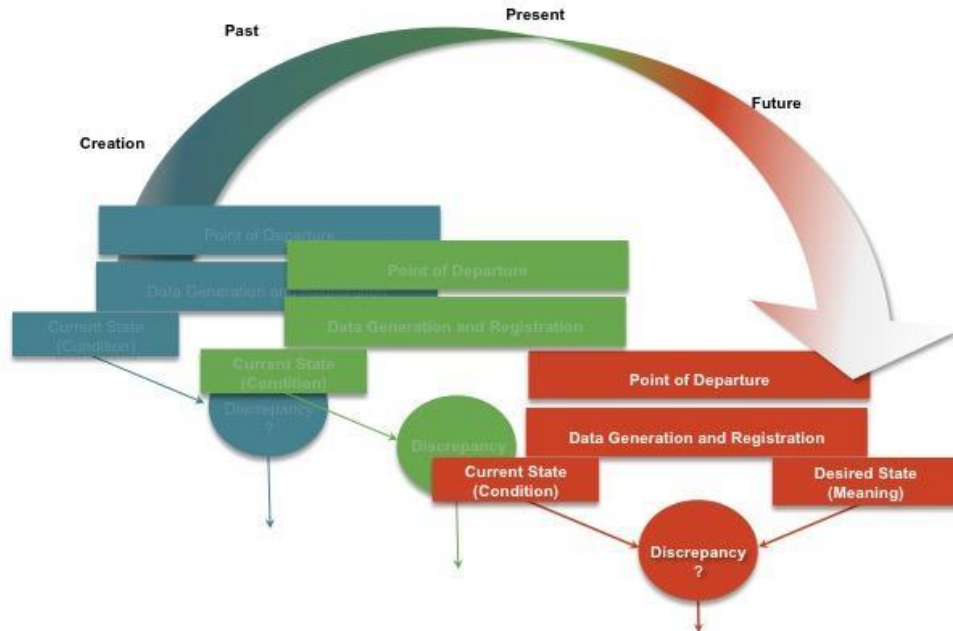 Present
Past
Future
Creation
Point of Departure
Point of Departure
Data Generation and Registration
Data Generation and Registration
Current State
(Condition)
Current State
(Condition)
Point of Departure
Discrepancy
?
Discrepancy
Data Generation and Registration
Current State
(Condition)
Desired State
(Meaning)
Discrepancy
?